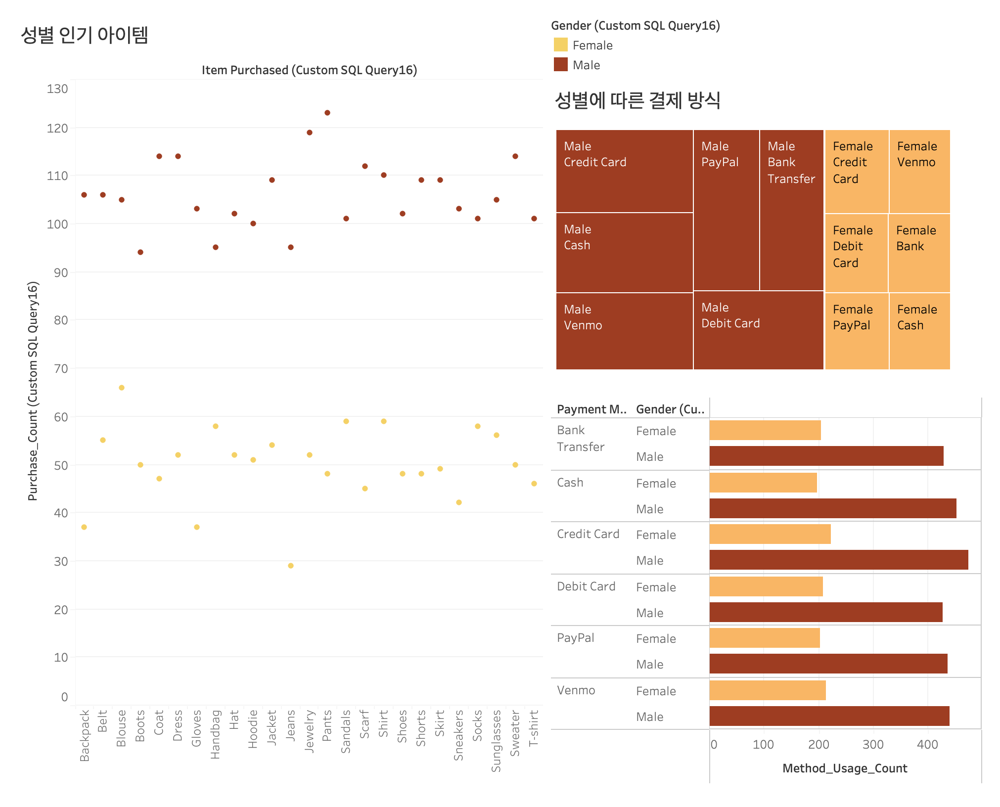 성별 인기 아이템
Item Purchased (Custom SQL Query16)
Purchase_Count (Custom SQL Query16)
130
120
110
100
90
80
70
60
50
40
30
20
10
0
Backpack
Belt
Blouse
Boots
Coat
Dress
Gloves
Handbag
Hat
Hoodie
Jacket
Jeans
Jewelry
Pants
Sandals
Scarf
Shirt
Shoes
Shorts
Skirt
Sneakers
Socks
Sunglasses
Sweater
T-shirt
Gender (Custom SQL Query16)
Female
Male
성별에 따른 결제 방식
Male
Credit Card
Male
Cash
Male
Venmo
Male
PayPal
Male
Bank
Transfer
Male
Debit Card
Female
Credit
Card
Female
Venmo
Female
Debit
Card
Female
Bank
Female
PayPal
Female
Cash
Payment M.. Gender (Cu..
Bank
Transfer
Female
Male
Cash
Female
Male
Credit Card
Female
Male
Debit Card
Female
Male
PayPal
Female
Male
Venmo
Female
Male
0 100 200 300 400
Method_Usage_Count